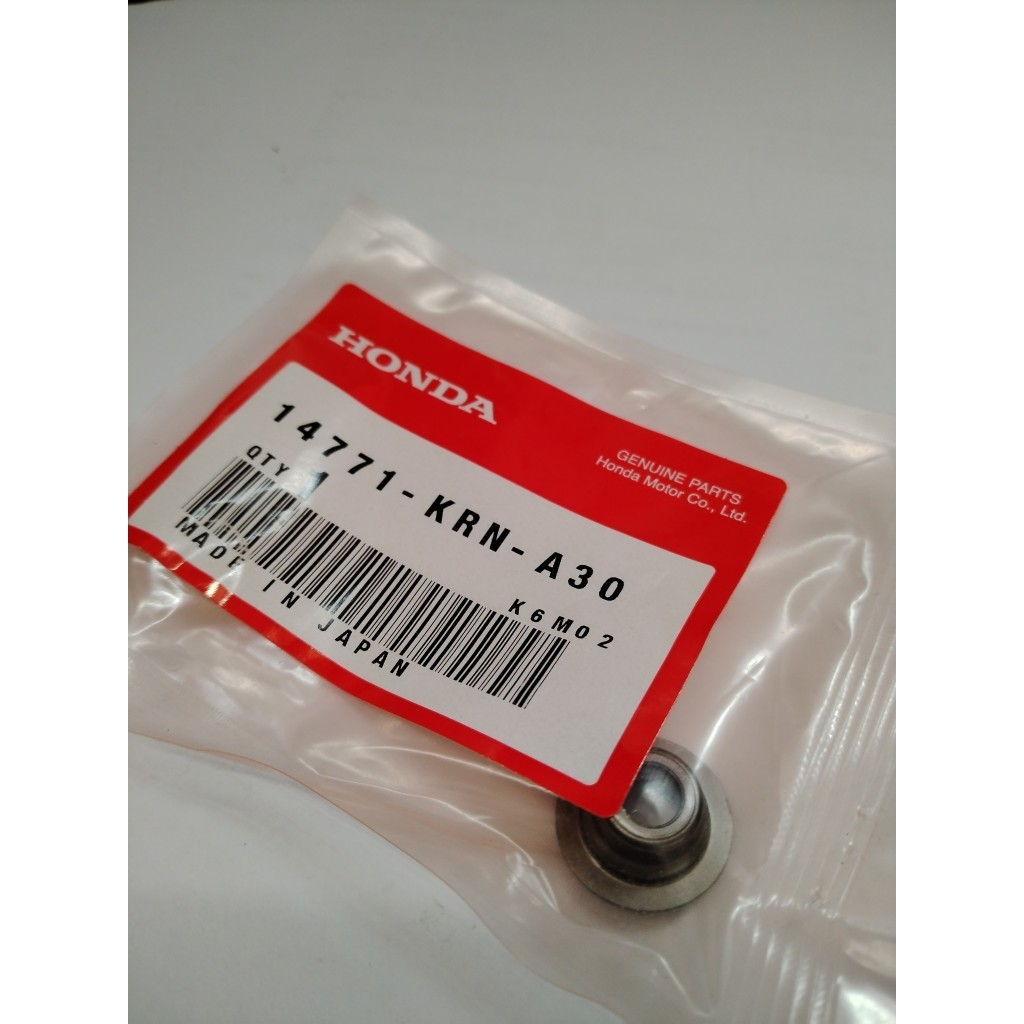 HONDA
GENUINE PARTS
Honda Motor Co., Ltd.
14771-KRN-A30
QTY 1
K6M02
MADE IN JAPAN